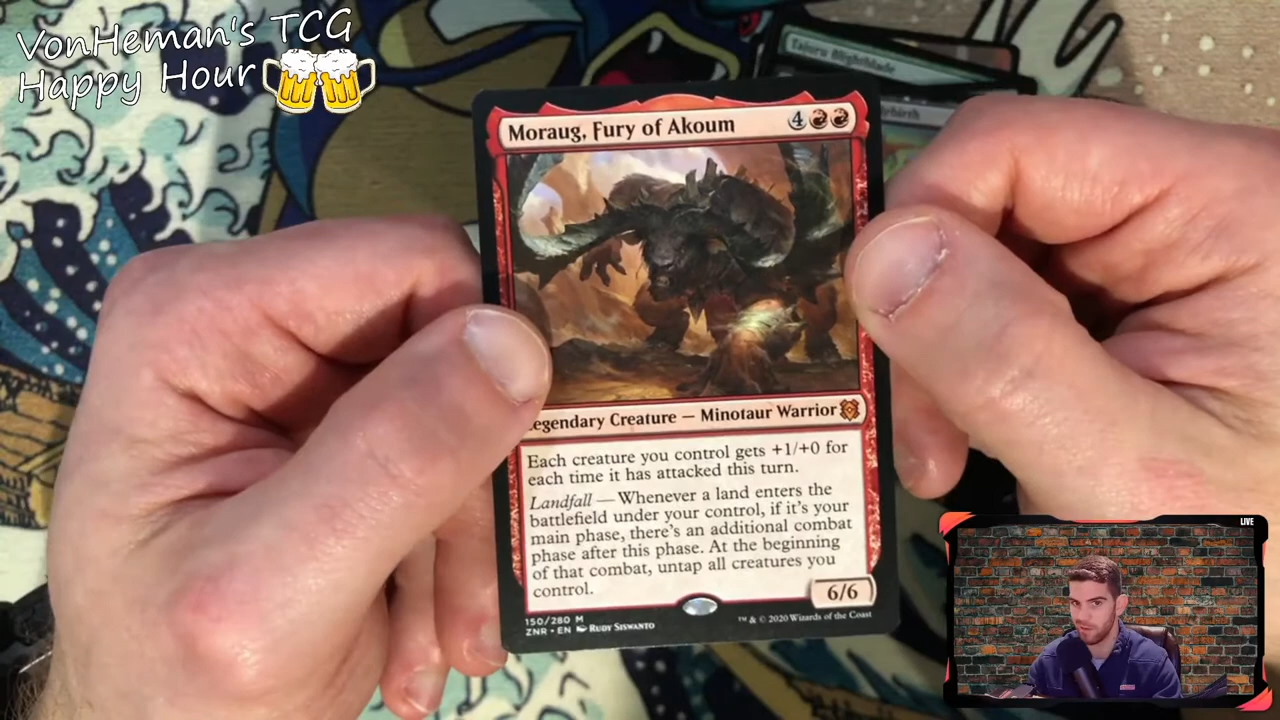 VonHeman's TCG
Happy Hour
Tajuru Blightblade
Moraug, Fury of Akoum
4
egendary Creature — Minotaur Warrior
Each creature you control gets +1/+0 for
each time it has attacked this turn.
Landfall — Whenever a land enters the
battlefield under your control, if it's your
main phase, there's an additional combat
phase after this phase. At the beginning
of that combat, untap all creatures you
control.
6/6
150/280 M
ZNR • EN Rudy Siswanto
™ & © 2020 Wizards of the Coast
LIVE